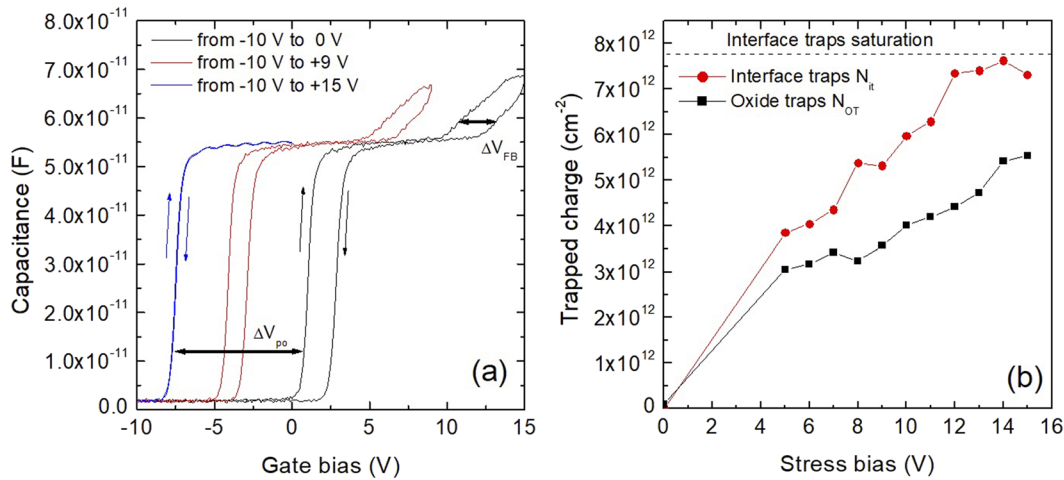 8.0x10⁻¹¹
7.0x10⁻¹¹
6.0x10⁻¹¹
5.0x10⁻¹¹
4.0x10⁻¹¹
3.0x10⁻¹¹
2.0x10⁻¹¹
1.0x10⁻¹¹
0.0
Capacitance (F)
from -10 V to 0 V
from -10 V to +9 V
from -10 V to +15 V
ΔV_FB
ΔV_po
(a)
-10 -5 0 5 10 15
Gate bias (V)
8x10¹²
7x10¹²
6x10¹²
5x10¹²
4x10¹²
3x10¹²
2x10¹²
1x10¹²
0
Trapped charge (cm⁻²)
Interface traps saturation
Interface traps N_it
Oxide traps N_OT
(b)
0 2 4 6 8 10 12 14 16
Stress bias (V)